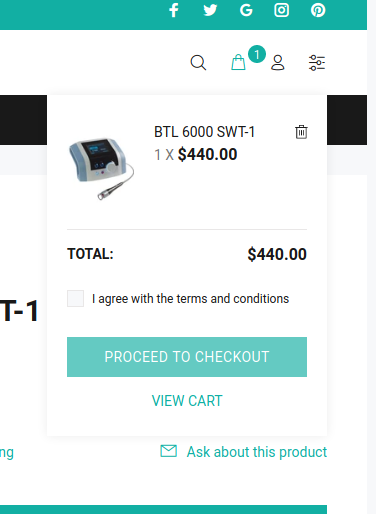 1
BTL 6000 SWT-1
1 X $440.00
TOTAL: $440.00
T-1
I agree with the terms and conditions
PROCEED TO CHECKOUT
VIEW CART
ng
Ask about this product